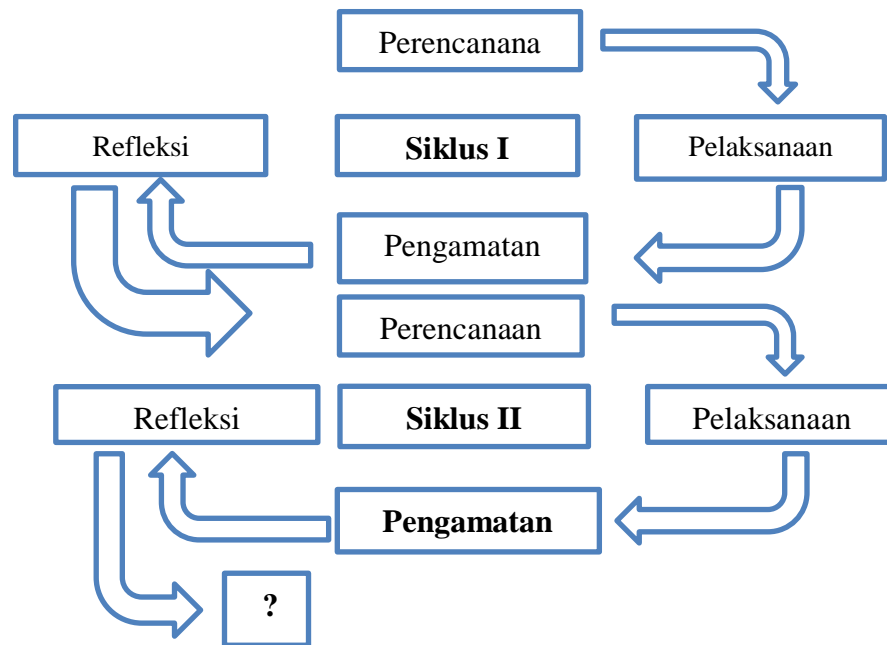 Perencanana
Refleksi
Siklus I
Pelaksanaan
Pengamatan
Perencanaan
Refleksi
Siklus II
Pelaksanaan
Pengamatan
?